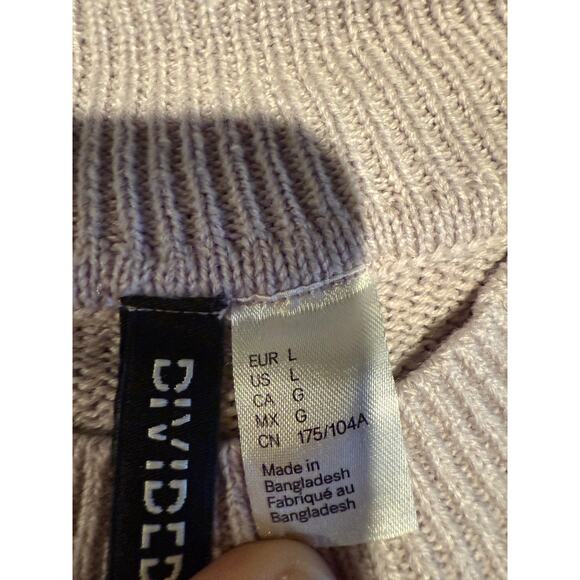 DIVIDED
EUR L
US L
CA G
MX G
CN 175/104A
Made in
Bangladesh
Fabriqué au
Bangladesh